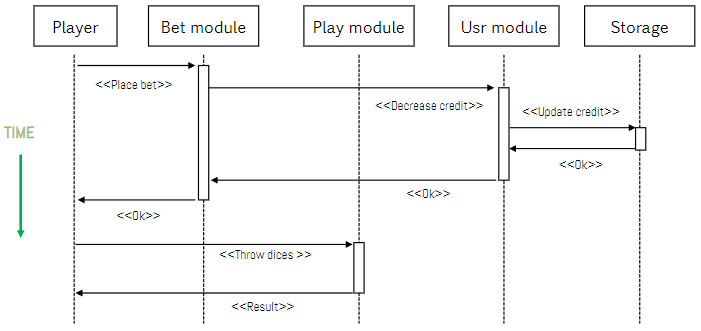 Player
Bet module
Play module
Usr module
Storage
<<Place bet>>
<<Decrease credit>>
<<Update credit>>
TIME
<<Ok>>
<<Ok>>
<<Ok>>
<<Throw dices >>
<<Result>>